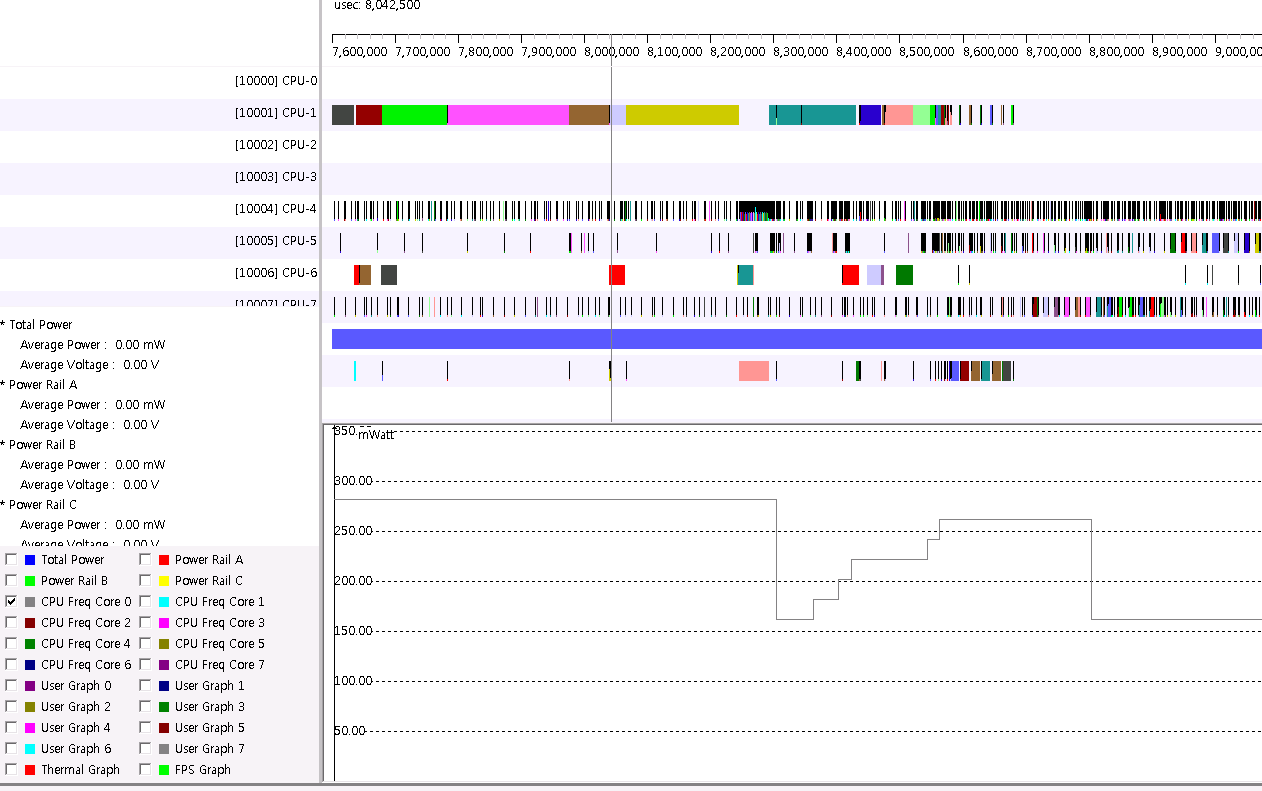 usec: 8,042,500
7,600,000 7,700,000 7,800,000 7,900,000 8,000,000 8,100,000 8,200,000 8,300,000 8,400,000 8,500,000 8,600,000 8,700,000 8,800,000 8,900,000 9,000,0
[10000] CPU-0
[10001] CPU-1
[10002] CPU-2
[10003] CPU-3
[10004] CPU-4
[10005] CPU-5
[10006] CPU-6
[10007] CPU-7
* Total Power
Average Power : 0.00 mW
Average Voltage : 0.00 V
* Power Rail A
Average Power : 0.00 mW
Average Voltage : 0.00 V
* Power Rail B
Average Power : 0.00 mW
Average Voltage : 0.00 V
* Power Rail C
Average Power : 0.00 mW
Average Voltage : 0.00 V
Total Power Power Rail A
Power Rail B Power Rail C
CPU Freq Core 0 CPU Freq Core 1
CPU Freq Core 2 CPU Freq Core 3
CPU Freq Core 4 CPU Freq Core 5
CPU Freq Core 6 CPU Freq Core 7
User Graph 0 User Graph 1
User Graph 2 User Graph 3
User Graph 4 User Graph 5
User Graph 6 User Graph 7
Thermal Graph FPS Graph
350.
mWatt
300.00
250.00
200.00
150.00
100.00
50.00